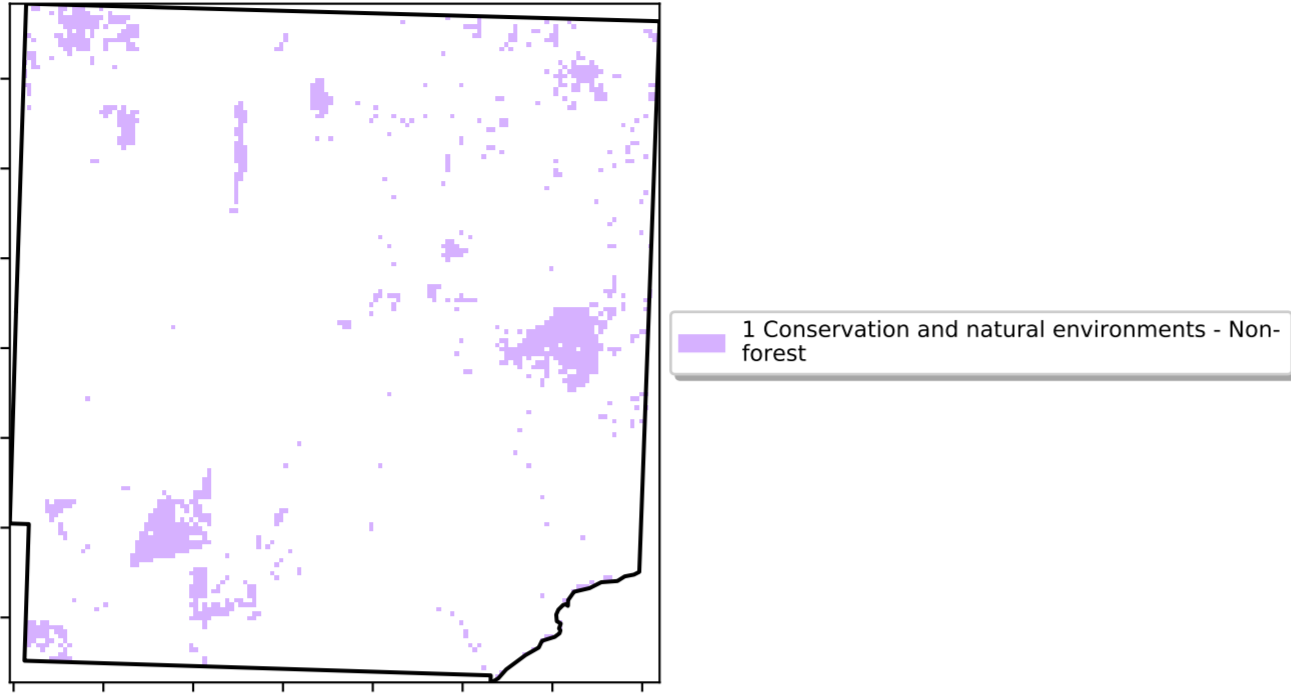 1 Conservation and natural environments - Non-
forest